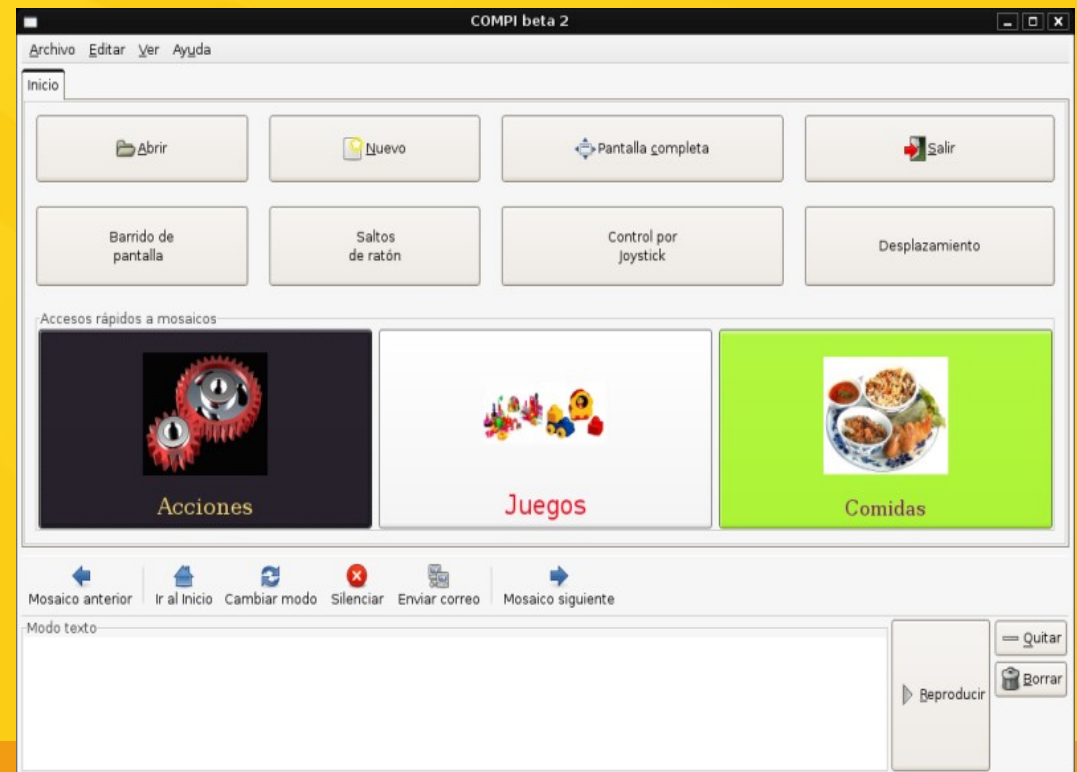 COMPI beta 2
Archivo Editar Ver Ayuda
Inicio
Abrir
Nuevo
Pantalla completa
Salir
Barrido de
pantalla
Saltos
de ratón
Control por
Joystick
Desplazamiento
Accesos rápidos a mosaicos
Acciones
Juegos
Comidas
Mosaico anterior
Ir al Inicio
Cambiar modo
Silenciar
Enviar correo
Mosaico siguiente
Modo texto
Reproducir
Quitar
Borrar